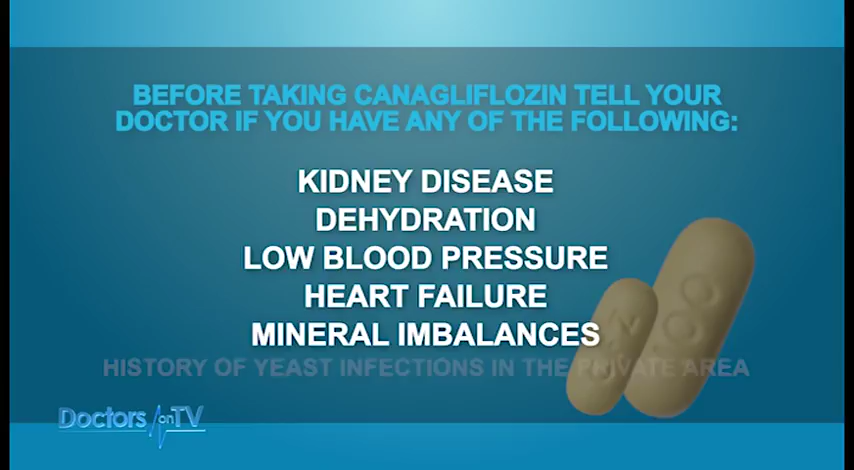 BEFORE TAKING CANAGLIFLOZIN TELL YOUR
DOCTOR IF YOU HAVE ANY OF THE FOLLOWING:
KIDNEY DISEASE
DEHYDRATION
LOW BLOOD PRESSURE
HEART FAILURE
MINERAL IMBALANCES
HISTORY OF YEAST INFECTIONS IN THE PRIVATE AREA
Doctors on TV